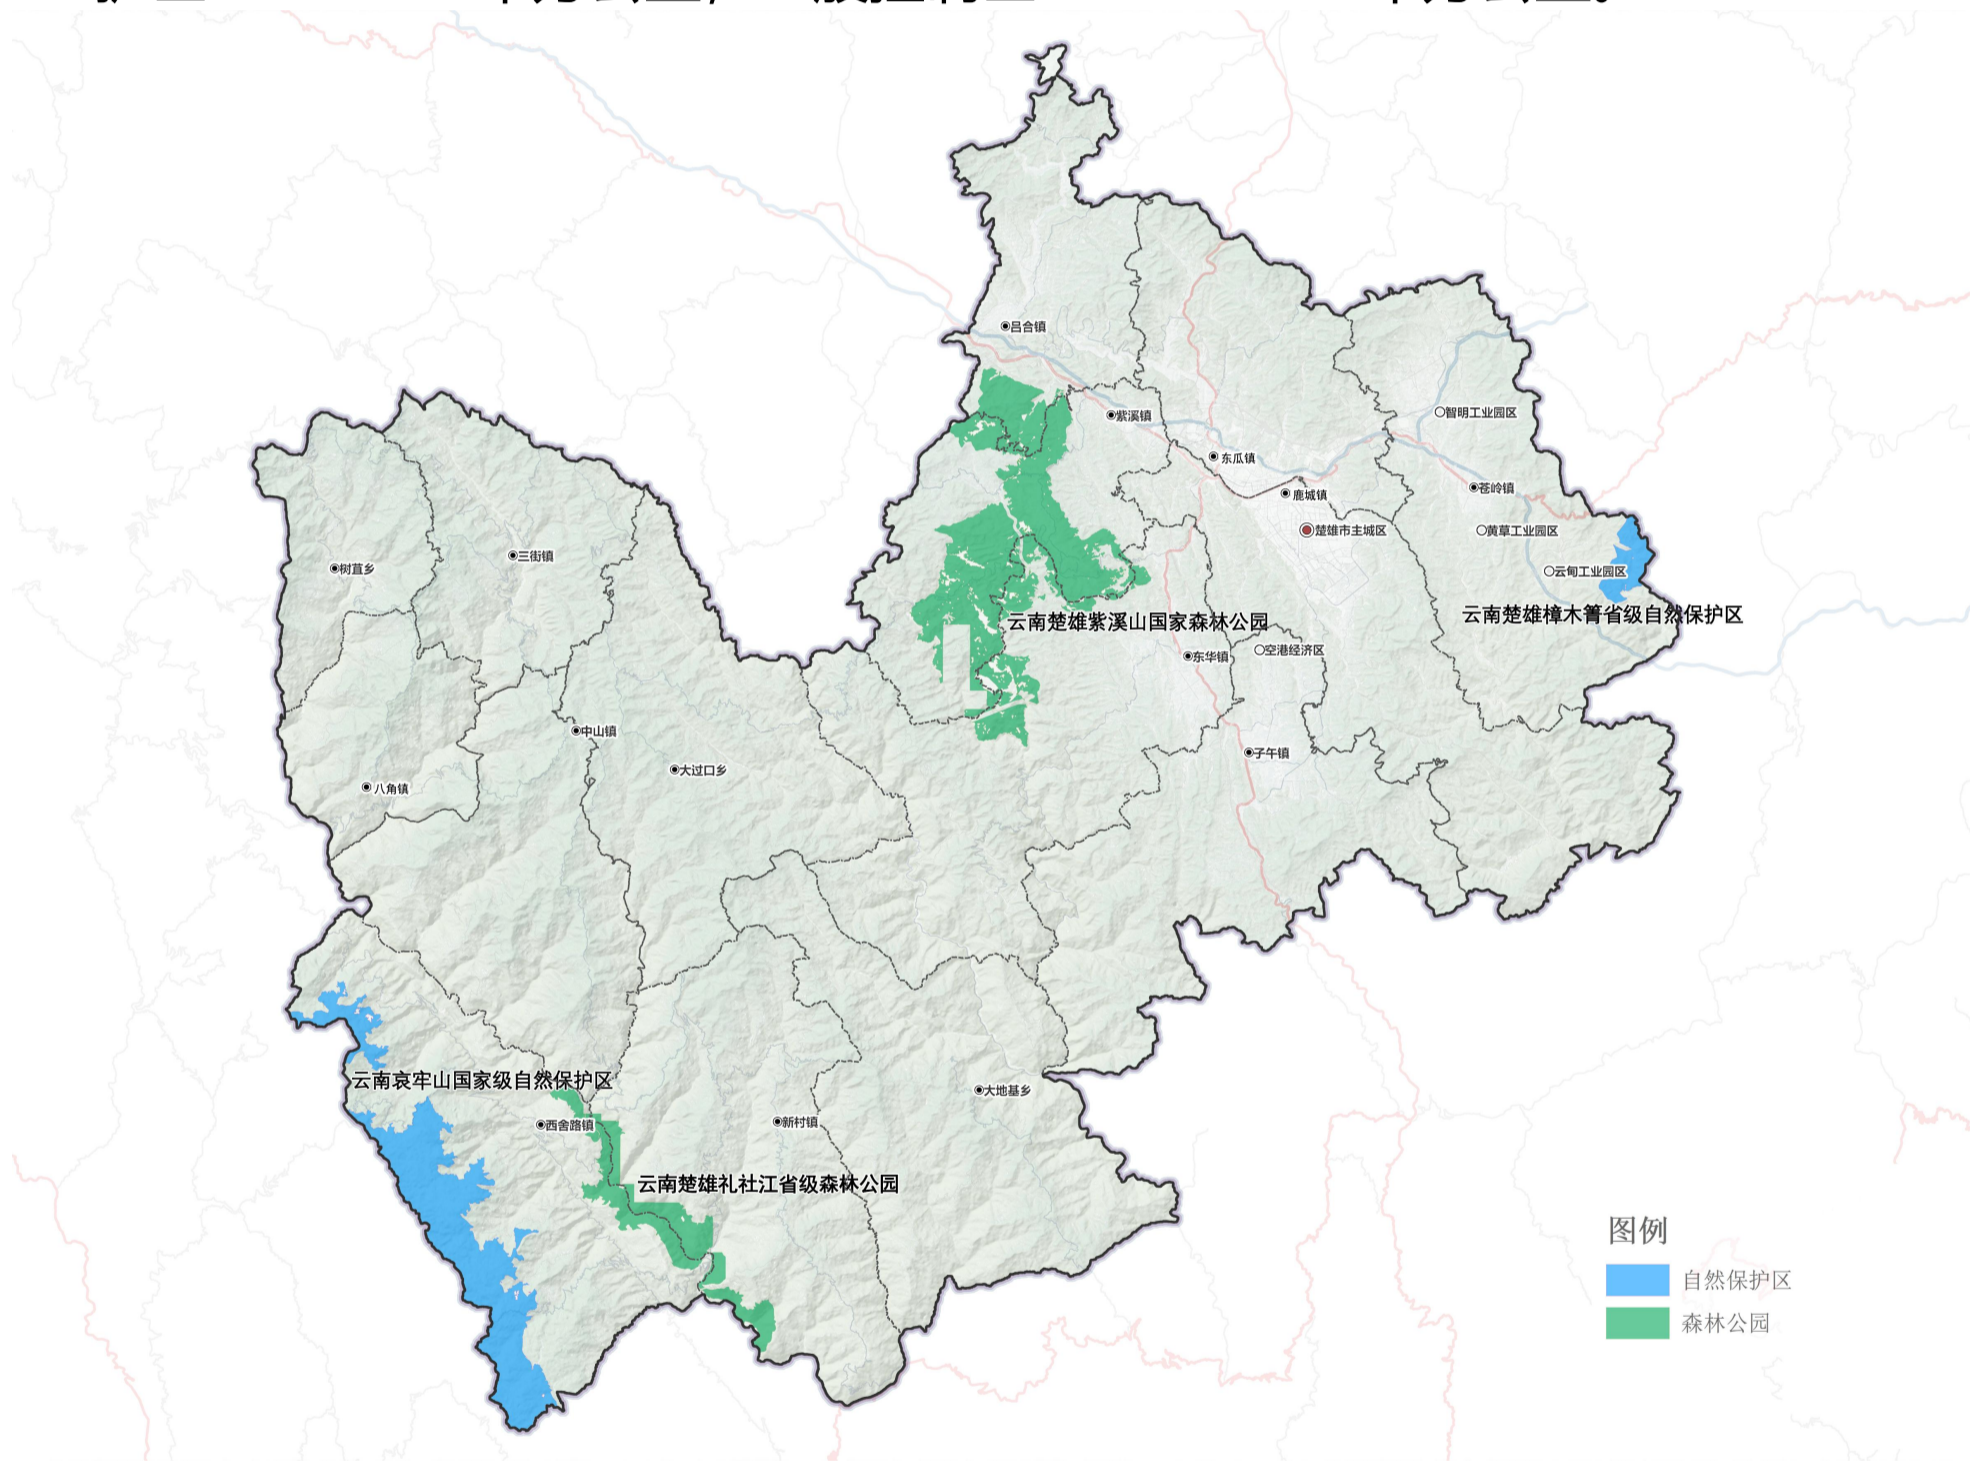 吕合镇
智明工业园区
紫溪镇
东瓜镇
苍岭镇
鹿城镇
楚雄市主城区
黄草工业园区
三街镇
树苴乡
云甸工业园区
云南楚雄樟木箐省级自然保护区
云南楚雄紫溪山国家森林公园
空港经济区
东华镇
中山镇
子午镇
大过口乡
八角镇
云南哀牢山国家级自然保护区
大地基乡
新村镇
西舍路镇
云南楚雄礼社江省级森林公园
图例
自然保护区
森林公园